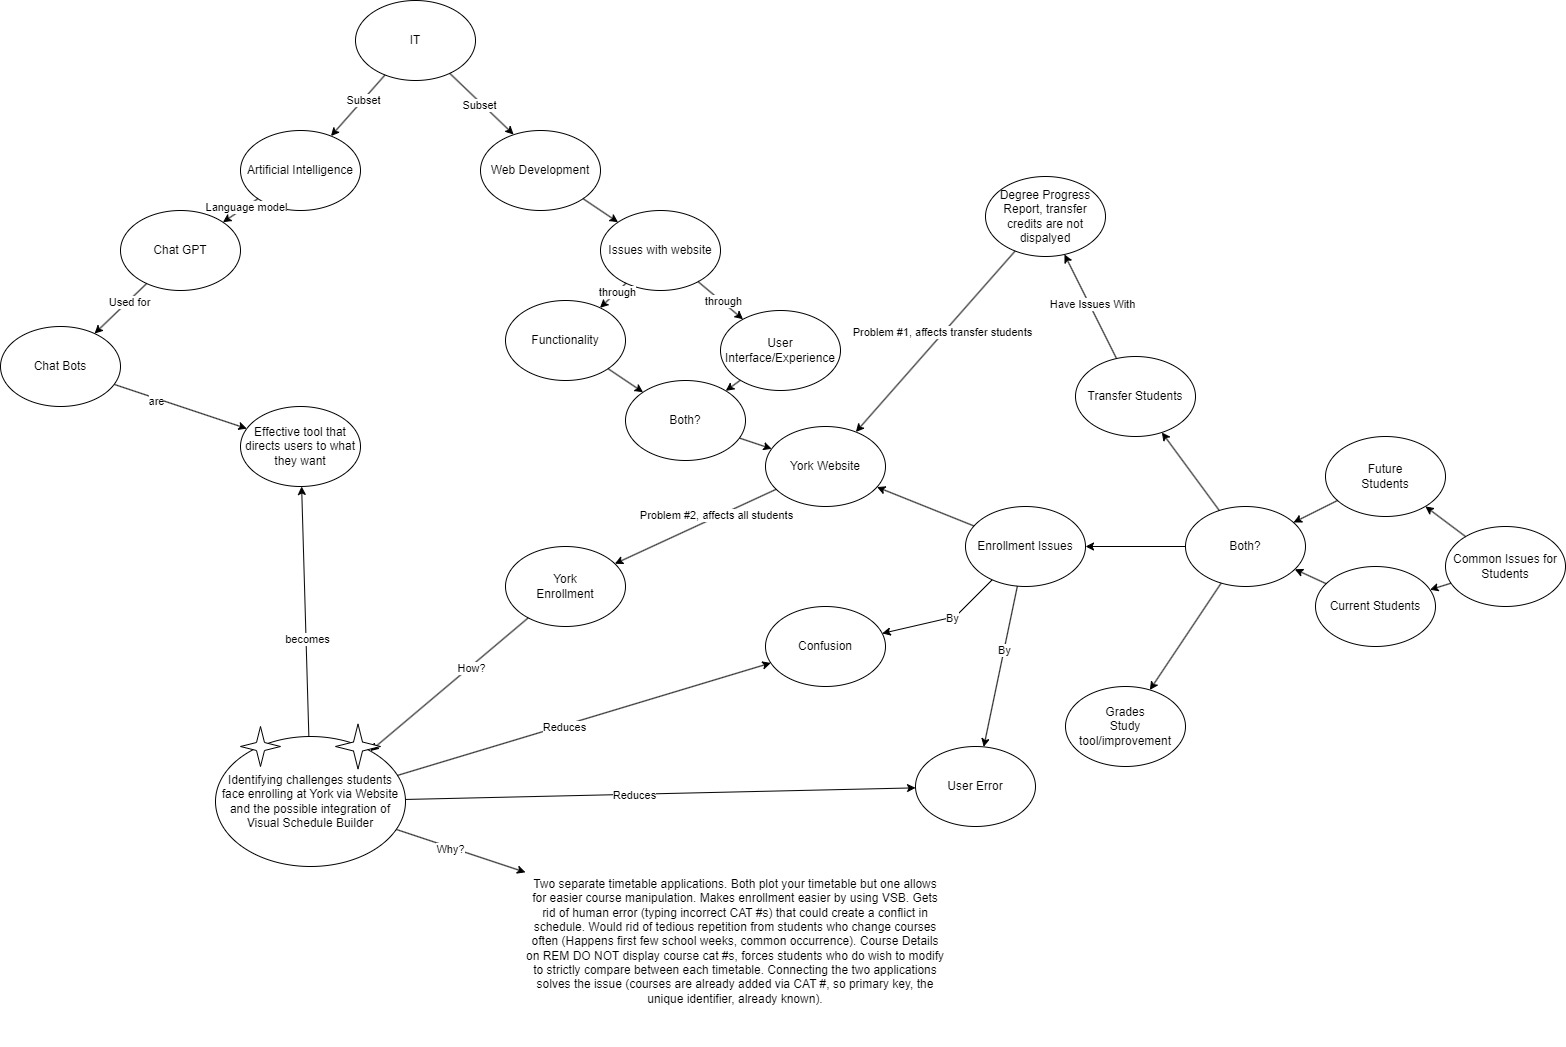 IT
Subset
Subset
Artificial Intelligence
Web Development
Language model
Chat GPT
Issues with website
Degree Progress
Report, transfer
credits are not
dispalyed
Used for
through
through
Have Issues With
Chat Bots
Functionality
User
Interface/Experience
Problem #1, affects transfer students
are
Both?
Transfer Students
Effective tool that
directs users to what
they want
York Website
Future
Students
Problem #2, affects all students
Enrollment Issues
Both?
Common Issues for
Students
York
Enrollment
Current Students
By
Confusion
becomes
By
How?
Reduces
Grades
Study
tool/improvement
Identifying challenges students
face enrolling at York via Website
and the possible integration of
Visual Schedule Builder
Reduces
User Error
Why?
Two separate timetable applications. Both plot your timetable but one allows
for easier course manipulation. Makes enrollment easier by using VSB. Gets
rid of human error (typing incorrect CAT #s) that could create a conflict in
schedule. Would rid of tedious repetition from students who change courses
often (Happens first few school weeks, common occurrence). Course Details
on REM DO NOT display course cat #s, forces students who do wish to modify
to strictly compare between each timetable. Connecting the two applications
solves the issue (courses are already added via CAT #, so primary key, the
unique identifier, already known).